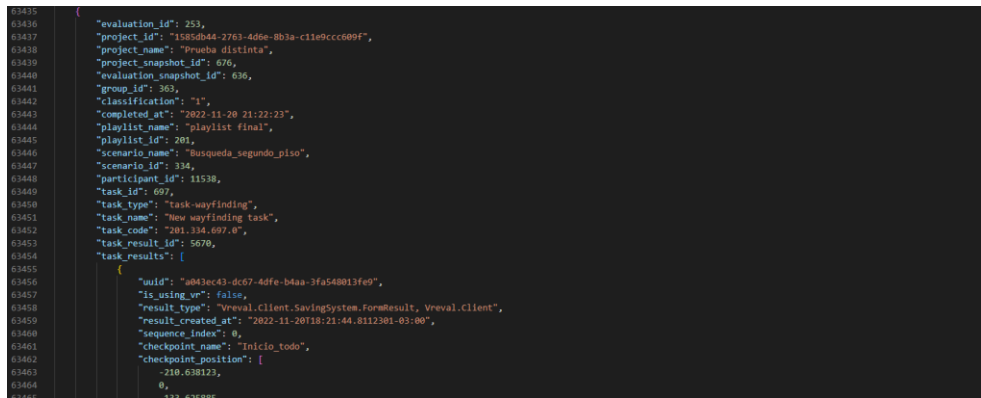 63435 {
63436 "evaluation_id": 253,
63437 "project_id": "1585db44-2763-4d6e-8b3a-c11e9ccc609f",
63438 "project_name": "Prueba distinta",
63439 "project_snapshot_id": 676,
63440 "evaluation_snapshot_id": 636,
63441 "group_id": 363,
63442 "classification": "1",
63443 "completed_at": "2022-11-20 21:22:23",
63444 "playlist_name": "playlist final",
63445 "playlist_id": 201,
63446 "scenario_name": "Busqueda_segundo_piso",
63447 "scenario_id": 334,
63448 "participant_id": 11538,
63449 "task_id": 697,
63450 "task_type": "task-wayfinding",
63451 "task_name": "New wayfinding task",
63452 "task_code": "201.334.697.0",
63453 "task_result_id": 5670,
63454 "task_results": [
63455 {
63456 "uuid": "a043ec43-dc67-4dfe-b4aa-3fa548013fe9",
63457 "is_using_vr": false,
63458 "result_type": "Vreval.Client.SavingSystem.FormResult, Vreval.Client",
63459 "result_created_at": "2022-11-20T18:21:44.8112301-03:00",
63460 "sequence_index": 0,
63461 "checkpoint_name": "Inicio_todo",
63462 "checkpoint_position": [
63463 -210.638123,
63464 0,
63465